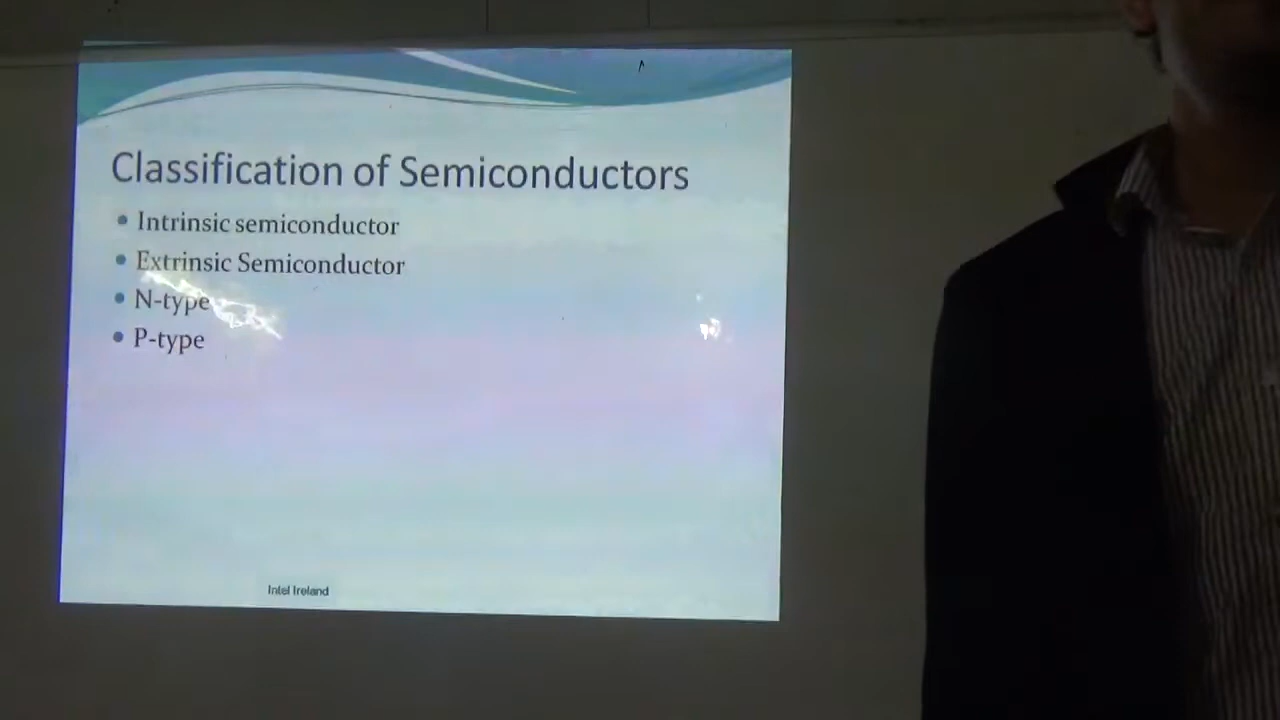 Classification of Semiconductors
Intrinsic semiconductor
Extrinsic Semiconductor
N-type
P-type
Intel Ireland